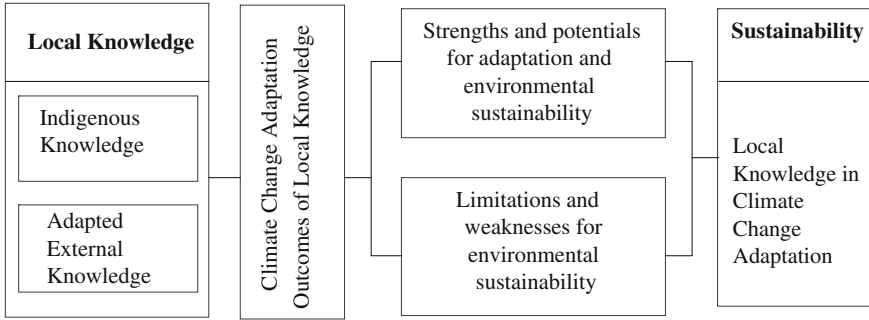 Local Knowledge
Indigenous
Knowledge
Adapted
External
Knowledge
Climate Change Adaptation
Outcomes of Local Knowledge
Strengths and potentials
for adaptation and
environmental
sustainability
Limitations and
weaknesses for
environmental
sustainability
Sustainability
Local
Knowledge in
Climate
Change
Adaptation